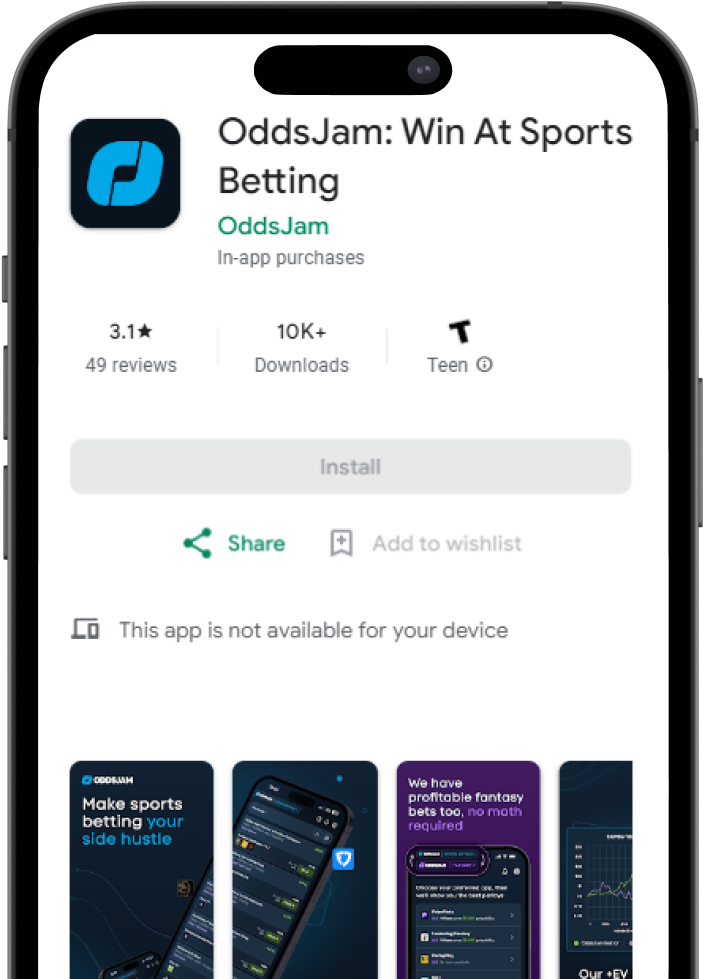 OddsJam: Win At Sports
Betting
OddsJam
In-app purchases
3.1★
10K+
T
49 reviews
Downloads
Teen
Install
Share
Add to wishlist
This app is not available for your device
ODDSJAM
Make sports
betting your
side hustle
We have
profitable fantasy
bets too, no math
required
Choose your preferred app, then
we'll show you the best parlays
PrizePicks
Our +EV